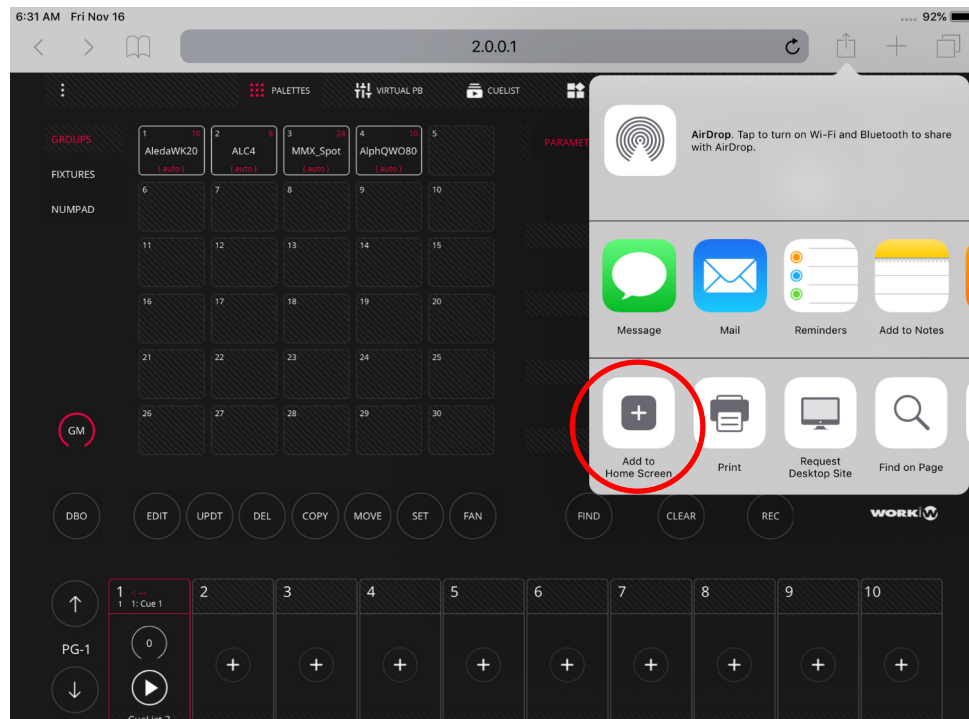 6:31 AM Fri Nov 16
92%
2.0.0.1
PALETTES
VIRTUAL PB
CUELIST
AirDrop. Tap to turn on Wi-Fi and Bluetooth to share
with AirDrop.
GROUPS
FIXTURES
NUMPAD
1 10
AledaWK20
( auto )
2 8
ALC4
( auto )
3 24
MMX_Spot
( auto )
4 10
AlphQWO80
( auto )
5
PARAMET
6 7 8 9 10
11 12 13 14 15
16 17 18 19 20
21 22 23 24 25
26 27 28 29 30
Message
Mail
Reminders
Add to Notes
Add to
Home Screen
Print
Request
Desktop Site
Find on Page
GM
DBO
EDIT
UPDT
DEL
COPY
MOVE
SET
FAN
FIND
CLEAR
REC
WORK
PG-1
1 <---
1 1: Cue 1
0
2 3 4 5 6 7 8 9 10
+ + + + + + + + +